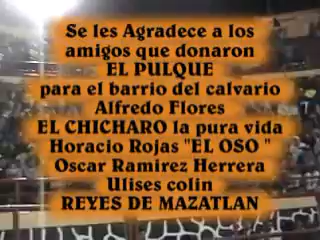 Se les Agradece a los
amigos que donaron
EL PULQUE
para el barrio del calvario
Alfredo Flores
EL CHICHARO la pura vida
Horacio Rojas "EL OSO "
Oscar Ramirez Herrera
Ulises colin
REYES DE MAZATLAN